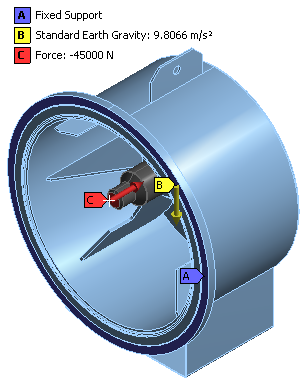 A Fixed Support
B Standard Earth Gravity: 9.8066 m/s²
C Force: -45000 N
B
C
A